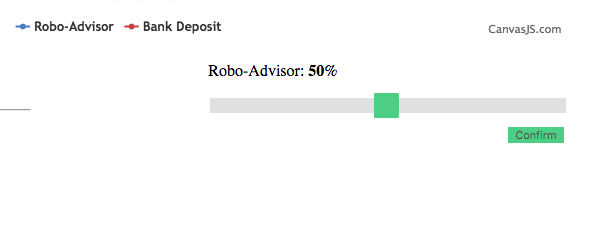 Robo-Advisor Bank Deposit
CanvasJS.com
Robo-Advisor: 50%
Confirm